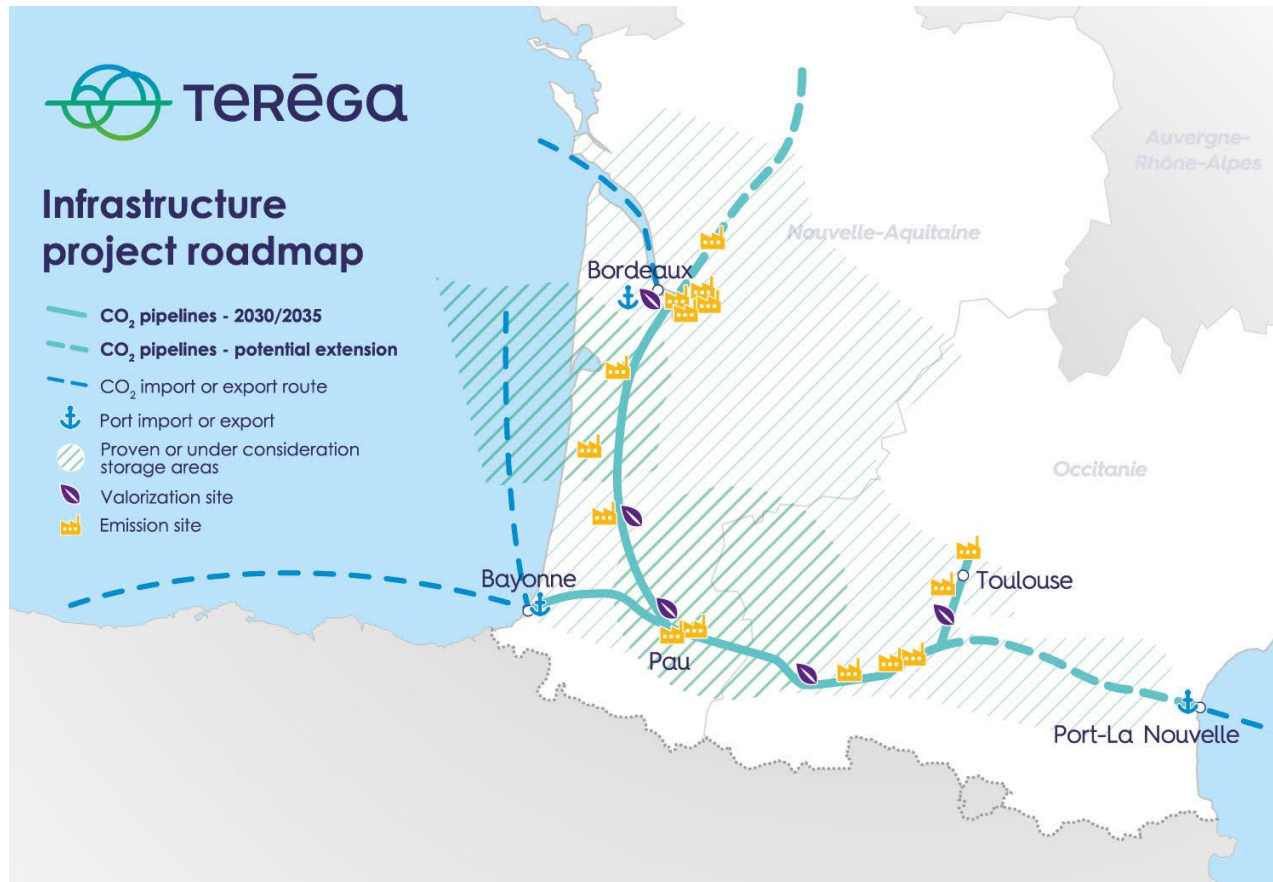 TERĒGA
Infrastructure
project roadmap
CO₂ pipelines - 2030/2035
CO₂ pipelines - potential extension
CO₂ import or export route
Port import or export
Proven or under consideration
storage areas
Valorization site
Emission site
Auvergne-
Rhône-Alpes
Nouvelle-Aquitaine
Bordeaux
Occitanie
Bayonne
Toulouse
Pau
Port-La Nouvelle